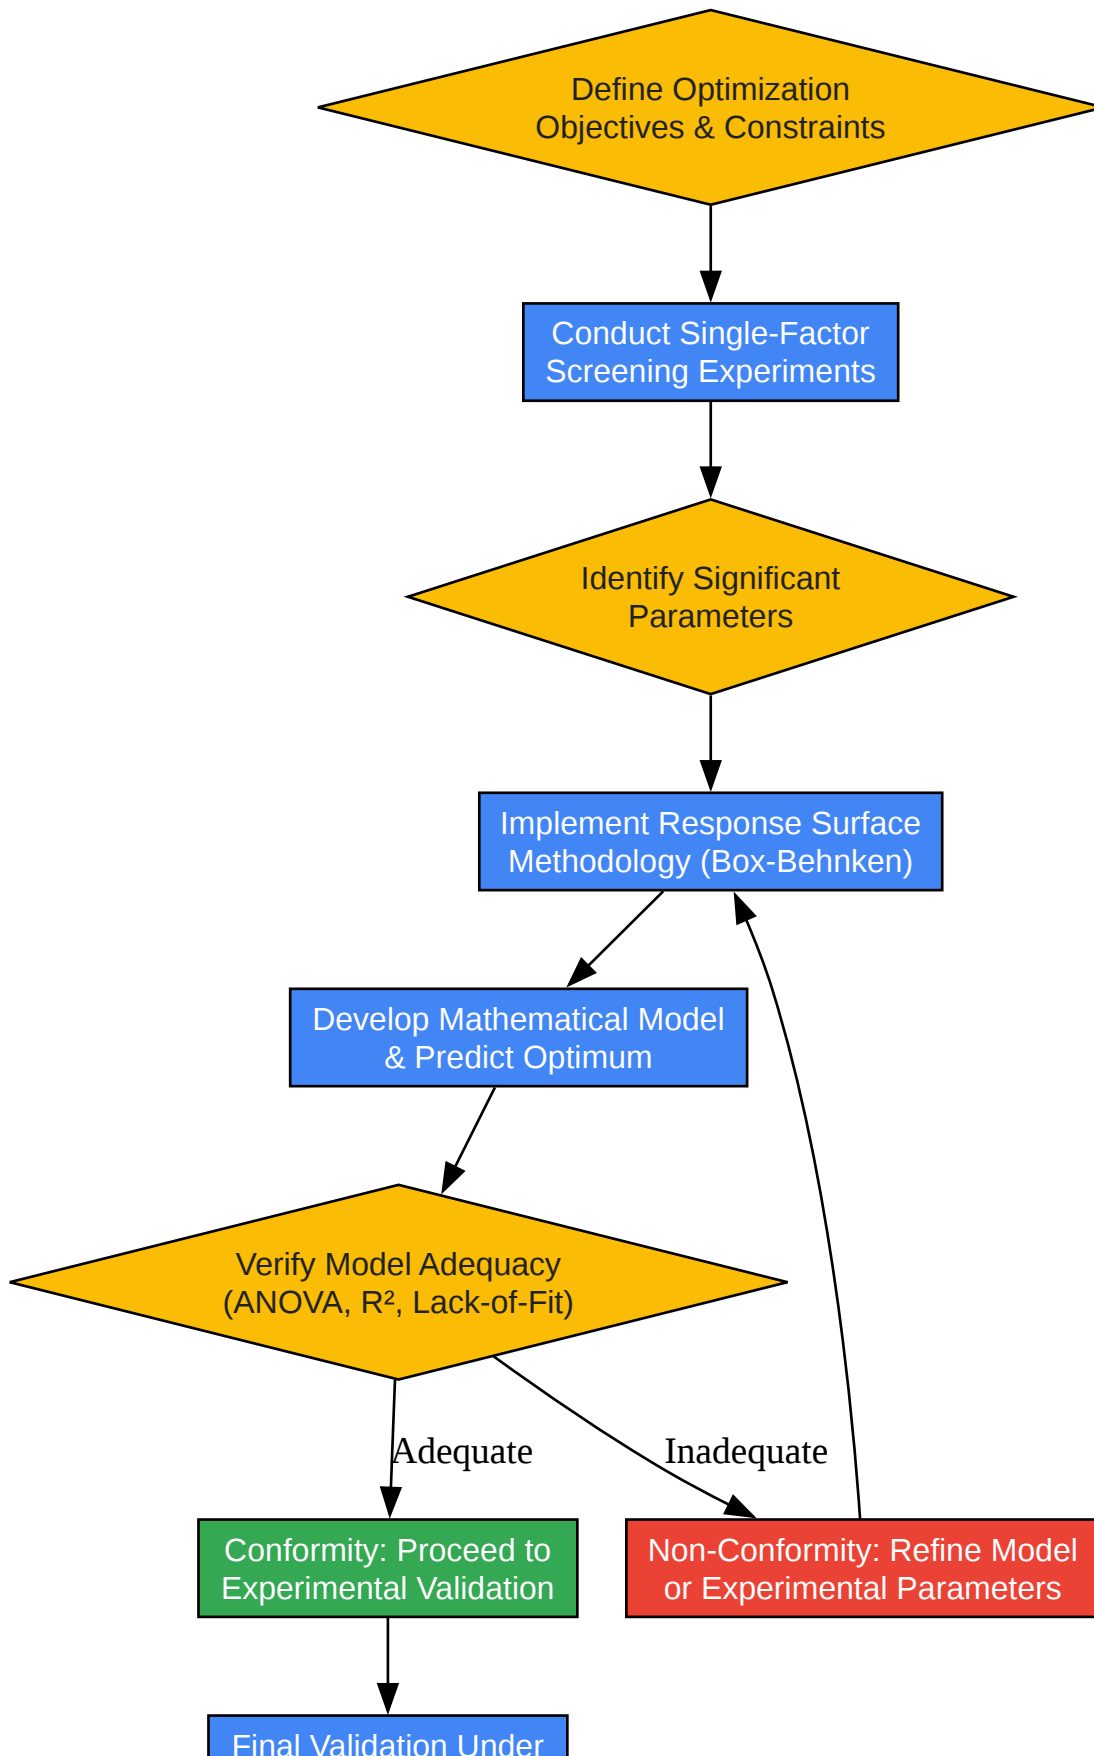 Define Optimization
Objectives & Constraints
Conduct Single-Factor
Screening Experiments
Identify Significant
Parameters
Implement Response Surface
Methodology (Box-Behnken)
Develop Mathematical Model
& Predict Optimum
Verify Model Adequacy
(ANOVA, R², Lack-of-Fit)
Adequate
Inadequate
Conformity: Proceed to
Experimental Validation
Non-Conformity: Refine Model
or Experimental Parameters
Final Validation Under